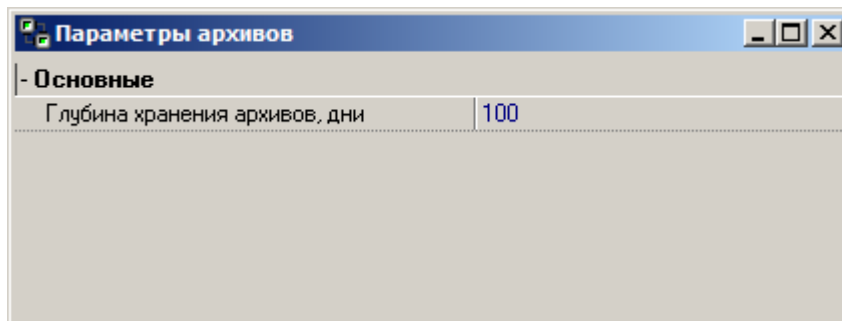 Параметры архивов
- Основные
Глубина хранения архивов, дни 100